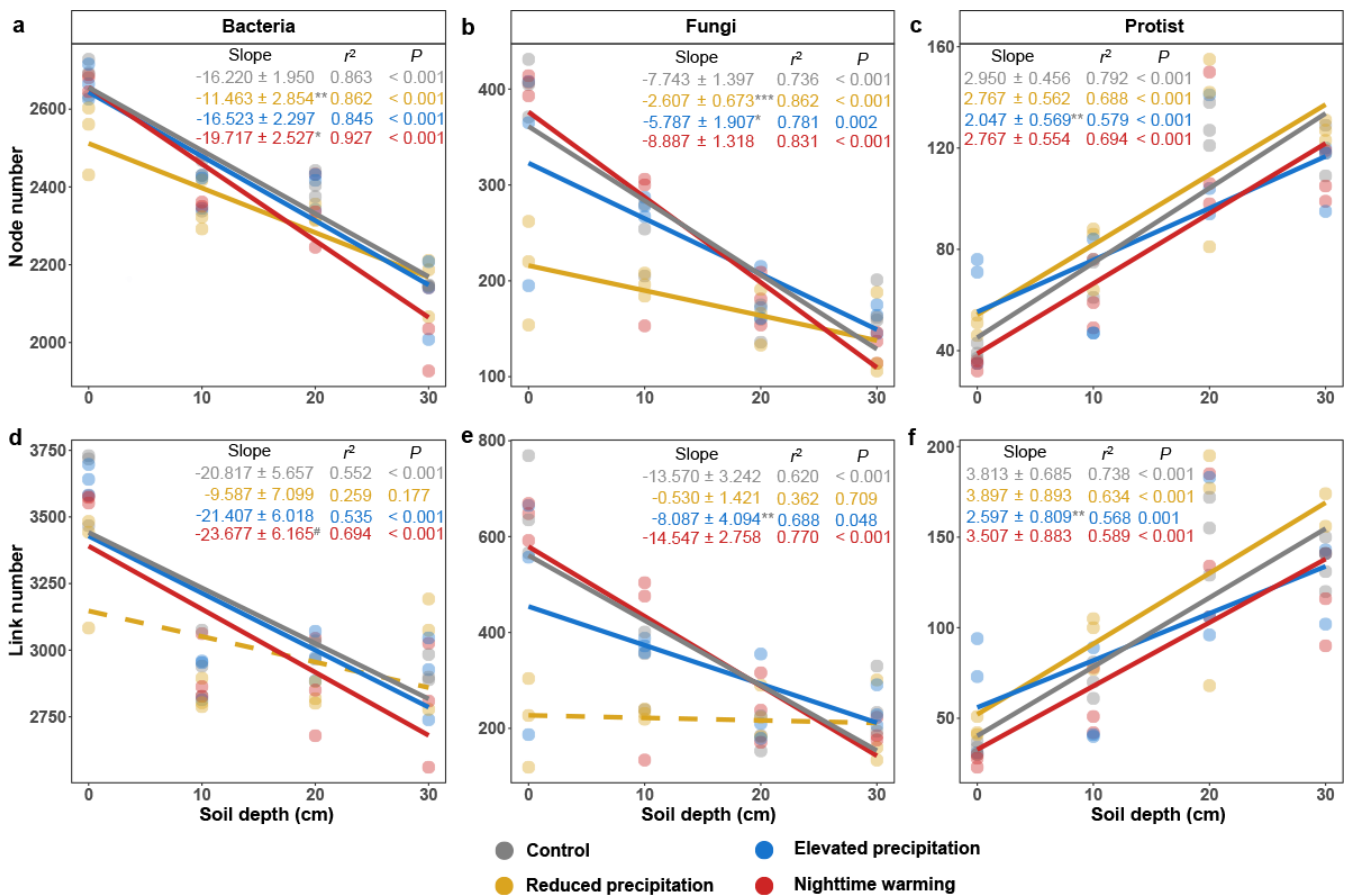 a Bacteria
Slope r² P
-16.220 ± 1.950 0.863 < 0.001
-11.463 ± 2.854** 0.862 < 0.001
-16.523 ± 2.297 0.845 < 0.001
-19.717 ± 2.527* 0.927 < 0.001
Node number
2600
2400
2200
2000
0 10 20 30
b Fungi
Slope r² P
-7.743 ± 1.397 0.736 < 0.001
-2.607 ± 0.673*** 0.862 < 0.001
-5.787 ± 1.907* 0.781 0.002
-8.887 ± 1.318 0.831 < 0.001
400
300
200
100
0 10 20 30
c Protist
Slope r² P
2.950 ± 0.456 0.792 < 0.001
2.767 ± 0.562 0.688 < 0.001
2.047 ± 0.569** 0.579 < 0.001
2.767 ± 0.554 0.694 < 0.001
160
120
80
40
0 10 20 30
d
Slope r² P
-20.817 ± 5.657 0.552 < 0.001
-9.587 ± 7.099 0.259 0.177
-21.407 ± 6.018 0.535 < 0.001
-23.677 ± 6.165# 0.694 < 0.001
Link number
3750
3500
3250
3000
2750
0 10 20 30
Soil depth (cm)
e
Slope r² P
-13.570 ± 3.242 0.620 < 0.001
-0.530 ± 1.421 0.362 0.709
-8.087 ± 4.094** 0.688 0.048
-14.547 ± 2.758 0.770 < 0.001
800
600
400
200
0 10 20 30
Soil depth (cm)
f
Slope r² P
3.813 ± 0.685 0.738 < 0.001
3.897 ± 0.893 0.634 < 0.001
2.597 ± 0.809** 0.568 0.001
3.507 ± 0.883 0.589 < 0.001
200
150
100
50
0 10 20 30
Soil depth (cm)
Control
Elevated precipitation
Reduced precipitation
Nighttime warming